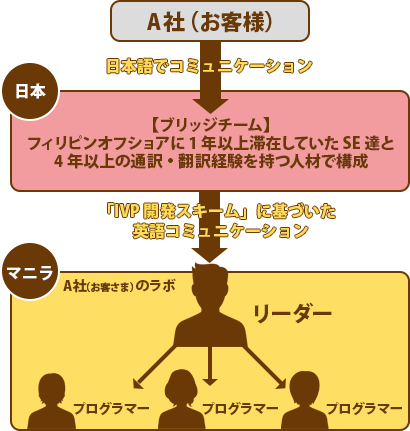 A社（お客様）
日本語でコミュニケーション
日本
【ブリッジチーム】
フィリピンオフショアに1年以上滞在していたSE達と
4年以上の通訳・翻訳経験を持つ人材で構成
「IVP開発スキーム」に基づいた
英語コミュニケーション
マニラ
A社（お客さま）のラボ
リーダー
プログラマー
プログラマー
プログラマー